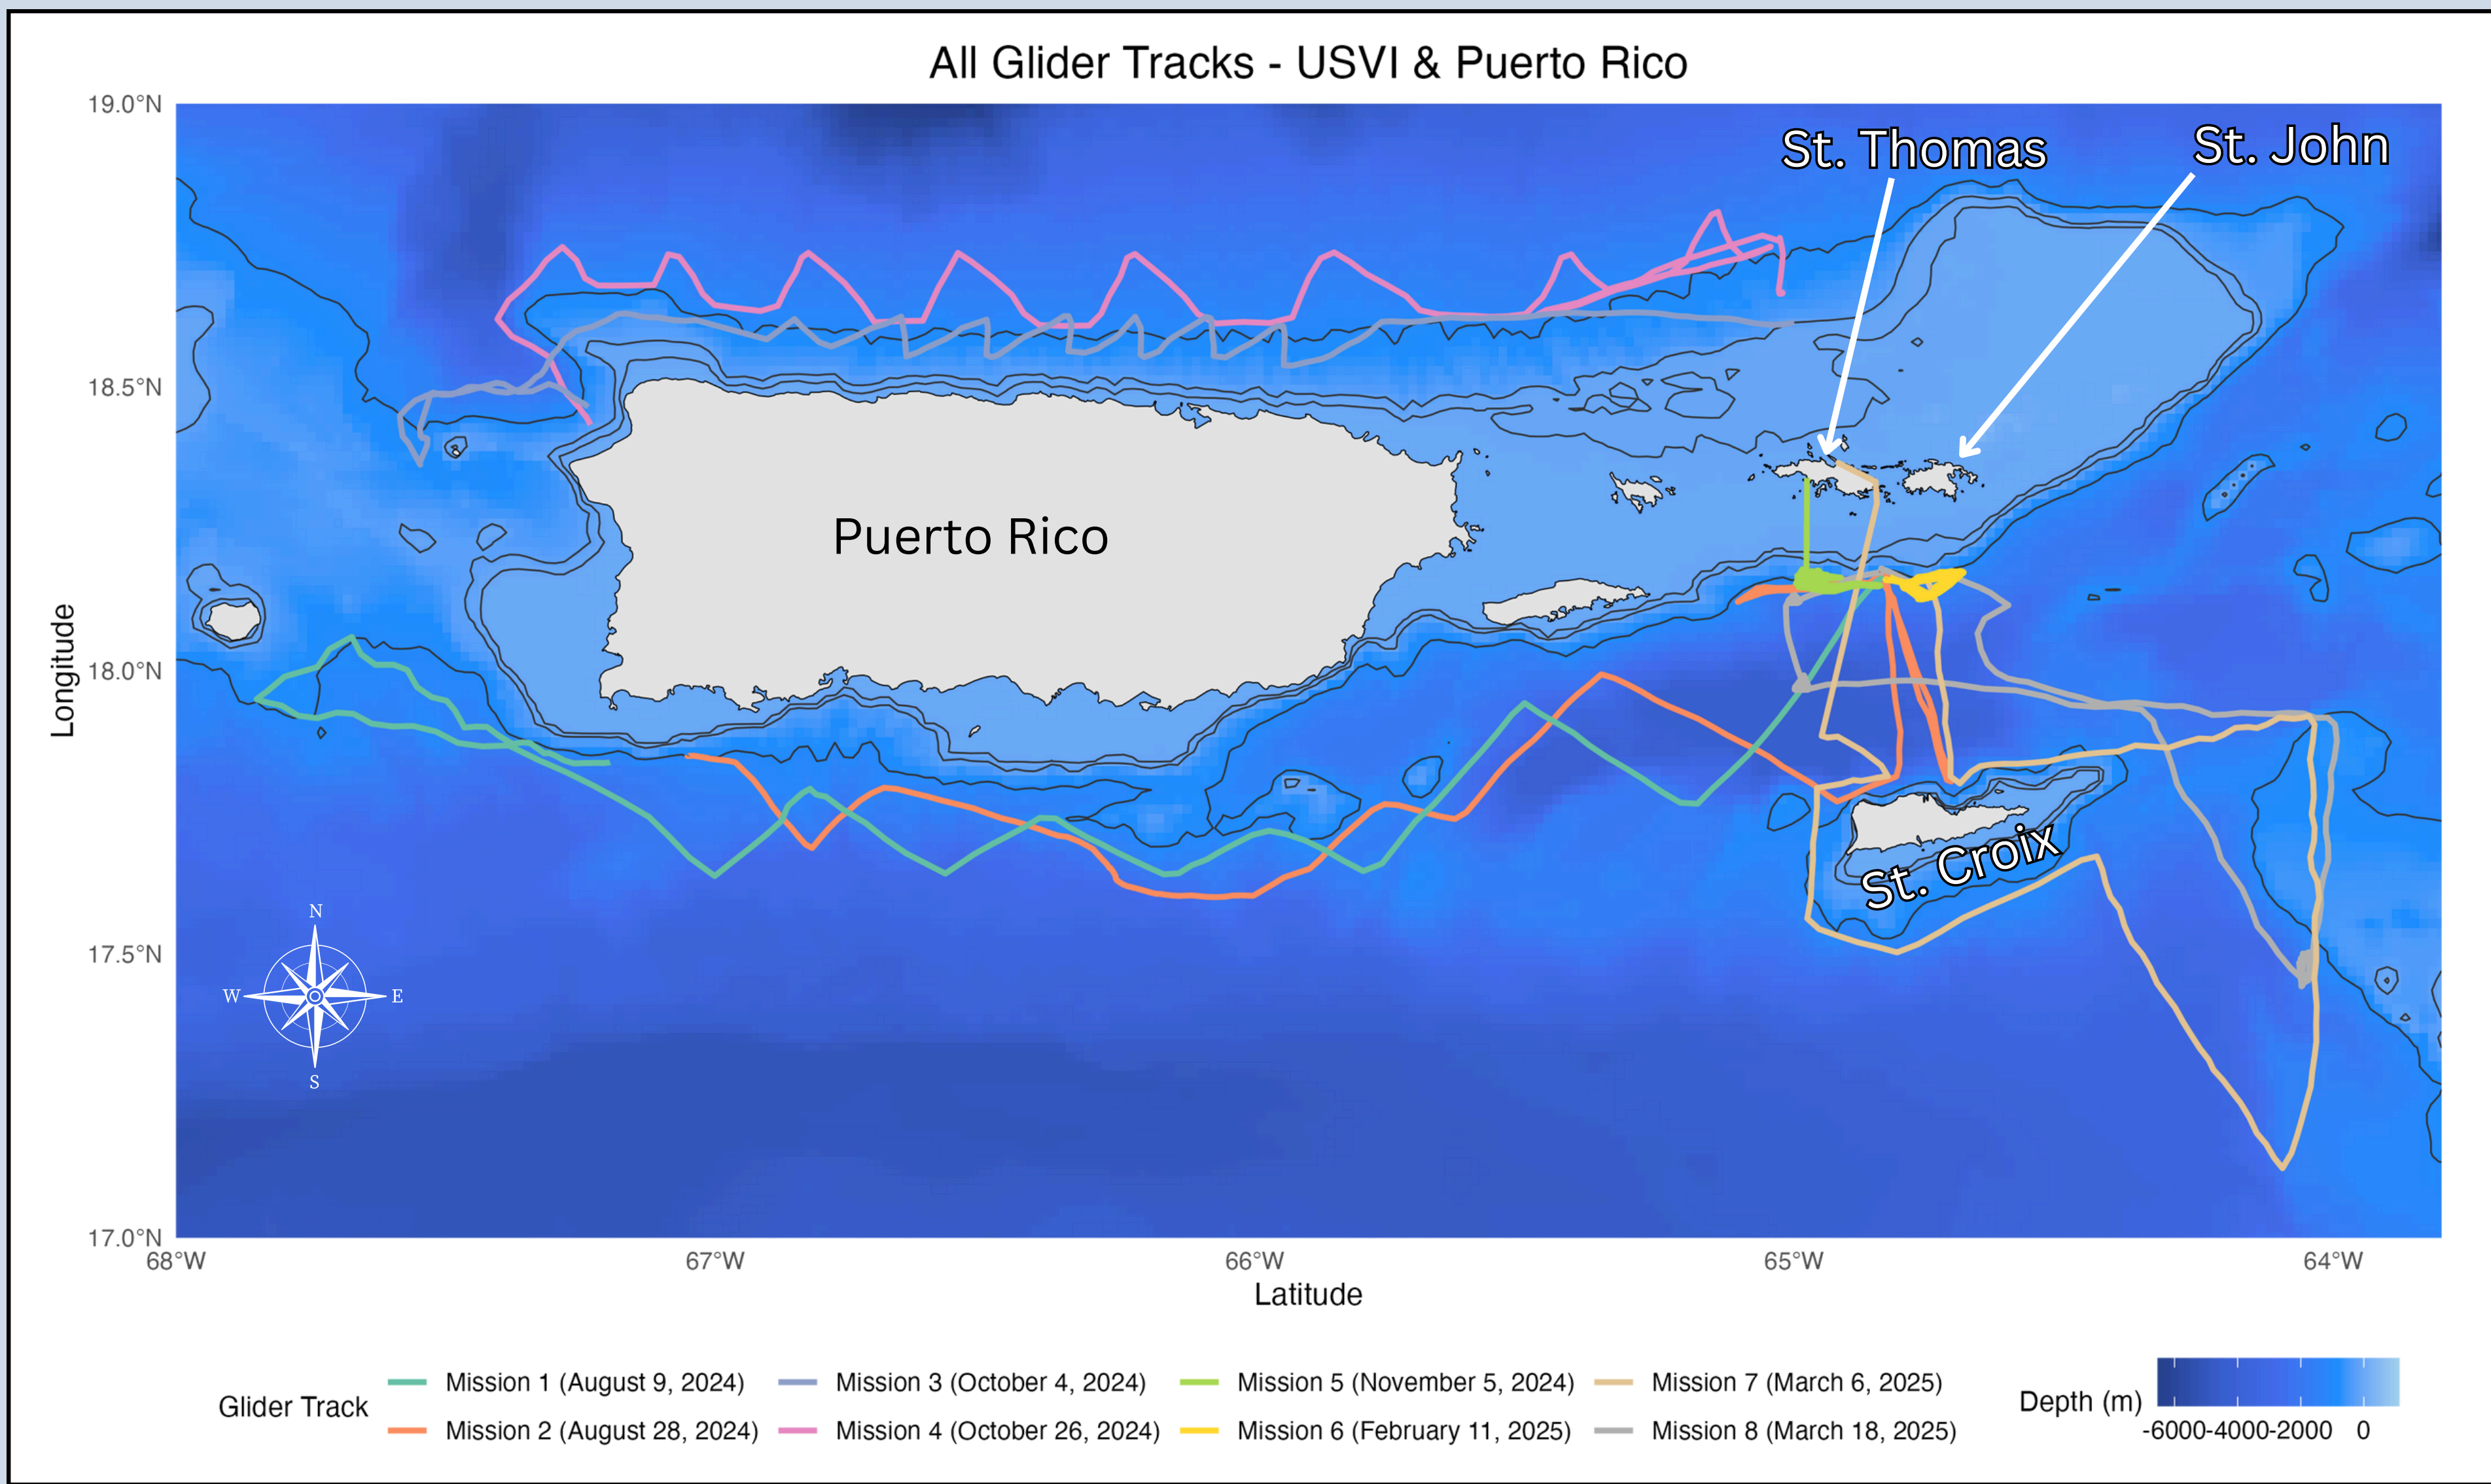 All Glider Tracks - USVI & Puerto Rico
19.0°N
St. Thomas
St. John
18.5°N
Puerto Rico
Longitude
18.0°N
St. Croix
N
17.5°N
W
E
S
17.0°N
68°W
67°W
66°W
65°W
64°W
Latitude
Glider Track
Mission 1 (August 9, 2024)
Mission 3 (October 4, 2024)
Mission 5 (November 5, 2024)
Mission 7 (March 6, 2025)
Mission 2 (August 28, 2024)
Mission 4 (October 26, 2024)
Mission 6 (February 11, 2025)
Mission 8 (March 18, 2025)
Depth (m)
-6000-4000-2000 0